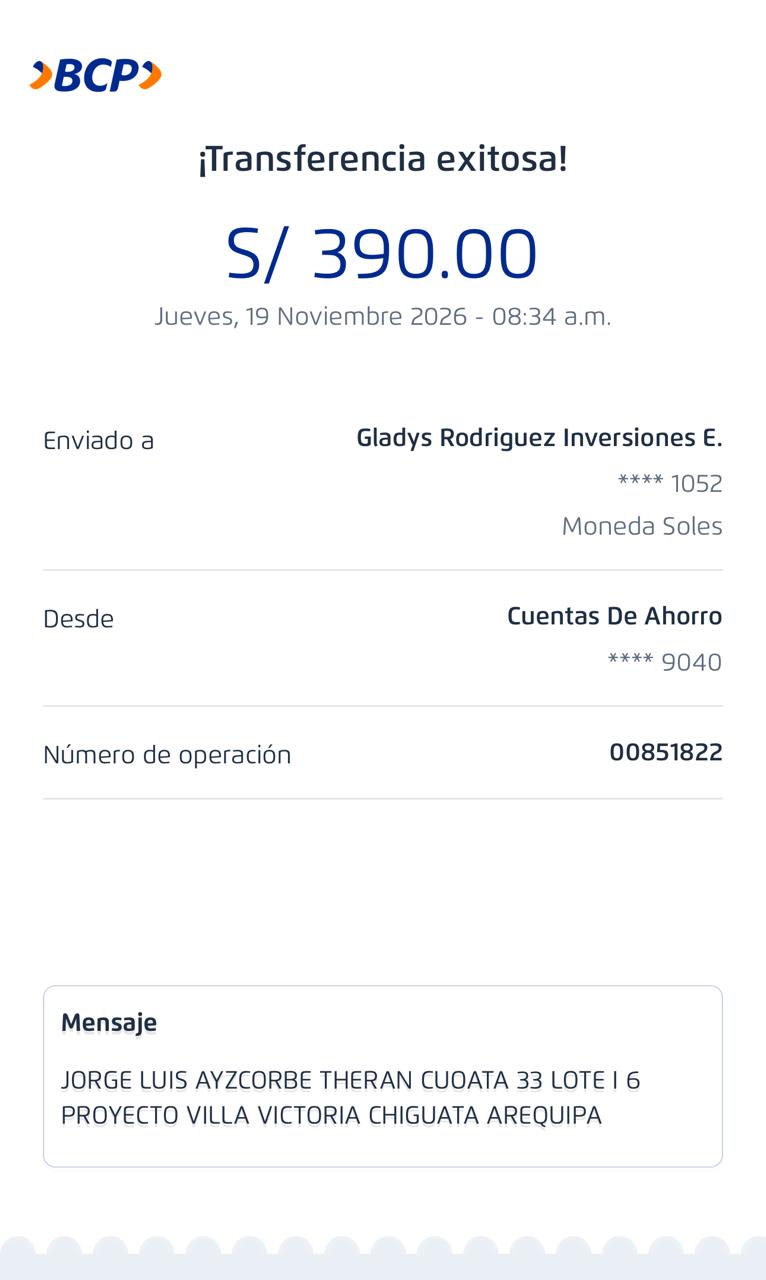 BCP
¡Transferencia exitosa!
S/ 390.00
Jueves, 19 Noviembre 2026 - 08:34 a.m.
Enviado a
Gladys Rodriguez Inversiones E.
**** 1052
Moneda Soles
Desde
Cuentas De Ahorro
**** 9040
Número de operación
00851822
Mensaje
JORGE LUIS AYZCORBE THERAN CUOATA 33 LOTE I 6
PROYECTO VILLA VICTORIA CHIGUATA AREQUIPA